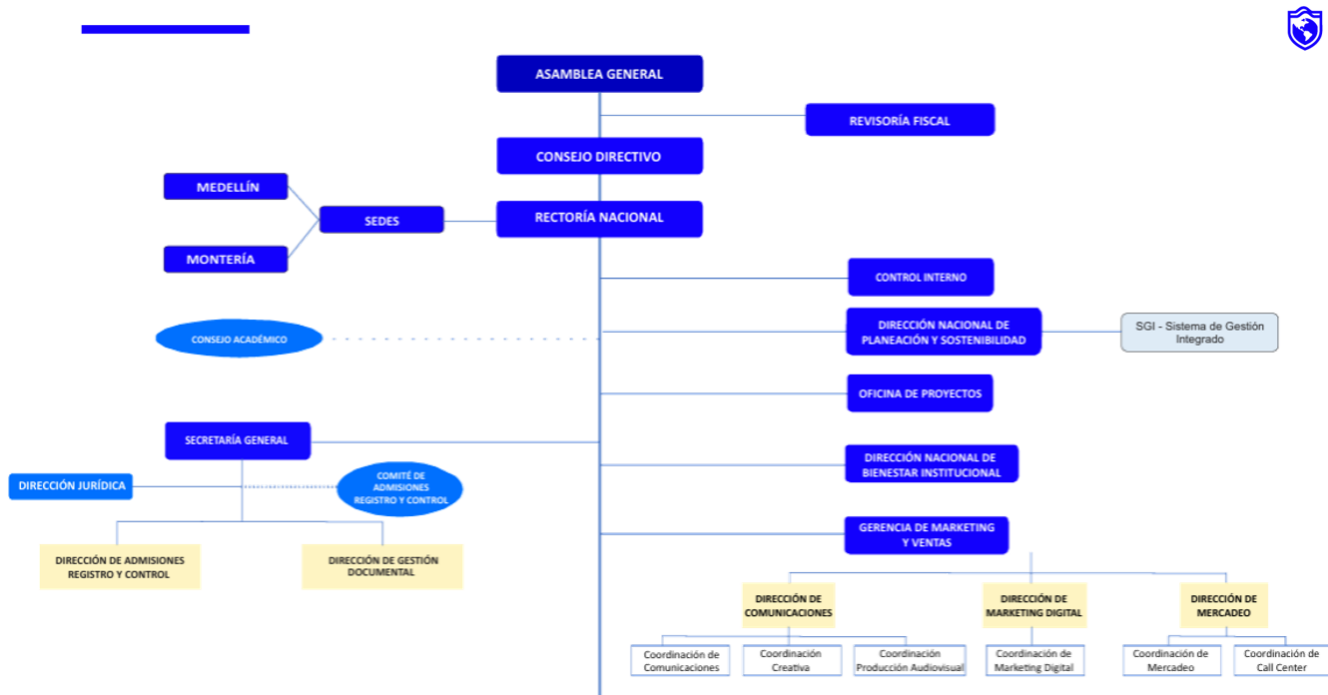 ASAMBLEA GENERAL
REVISORÍA FISCAL
CONSEJO DIRECTIVO
MEDELLÍN
SEDES
RECTORÍA NACIONAL
MONTERÍA
CONTROL INTERNO
CONSEJO ACADÉMICO
DIRECCIÓN NACIONAL DE
PLANEACIÓN Y SOSTENIBILIDAD
SGI - Sistema de Gestión
Integrado
OFICINA DE PROYECTOS
SECRETARÍA GENERAL
DIRECCIÓN NACIONAL DE
BIENESTAR INSTITUCIONAL
DIRECCIÓN JURÍDICA
COMITÉ DE
ADMISIONES
REGISTRO Y CONTROL
GERENCIA DE MARKETING
Y VENTAS
DIRECCIÓN DE ADMISIONES
REGISTRO Y CONTROL
DIRECCIÓN DE GESTIÓN
DOCUMENTAL
DIRECCIÓN DE
COMUNICACIONES
DIRECCIÓN DE
MARKETING DIGITAL
DIRECCIÓN DE
MERCADEO
Coordinación de
Comunicaciones
Coordinación
Creativa
Coordinación
Producción Audiovisual
Coordinación de
Marketing Digital
Coordinación de
Mercadeo
Coordinación de
Call Center